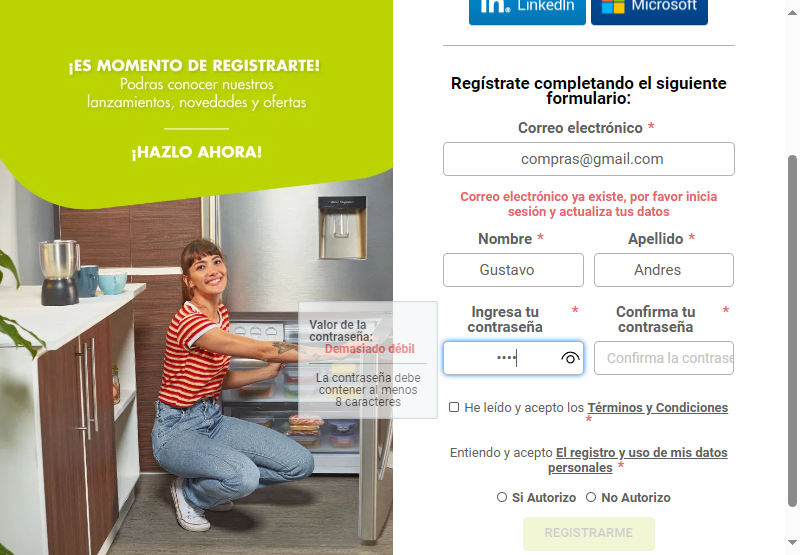 LinkedIn
Microsoft
¡ES MOMENTO DE REGISTRARTE!
Podras conocer nuestros
lanzamientos, novedades y ofertas
¡HAZLO AHORA!
Regístrate completando el siguiente
formulario:
Correo electrónico *
compras@gmail.com
Correo electrónico ya existe, por favor inicia
sesión y actualiza tus datos
Nombre * Apellido *
Gustavo Andres
Ingresa tu * Confirma tu *
contraseña contraseña
•••• Confirma la contrase
Valor de la
contraseña:
Demasiado débil
La contraseña debe
contener al menos
8 caracteres
He leído y acepto los Términos y Condiciones
*
Entiendo y acepto El registro y uso de mis datos
personales *
Si Autorizo No Autorizo
REGISTRARME